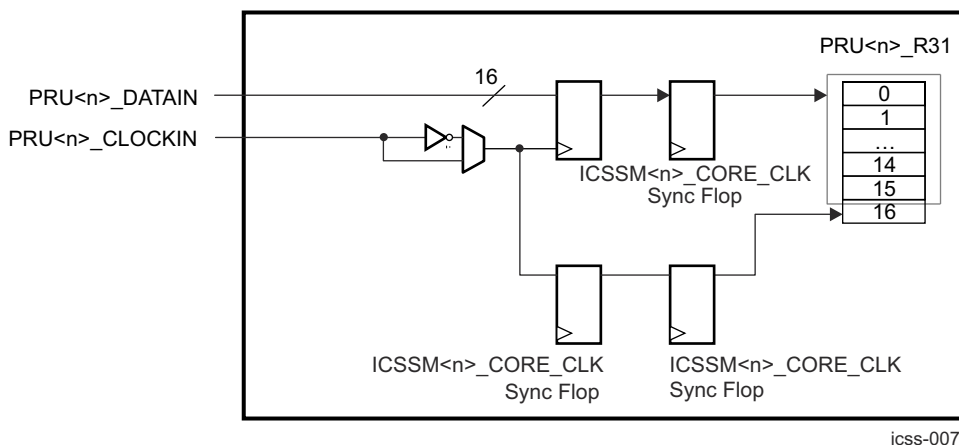 PRU<n>_R31
16
PRU<n>_DATAIN
0
PRU<n>_CLOCKIN
1
...
14
ICSSM<n>_CORE_CLK
Sync Flop
15
16
ICSSM<n>_CORE_CLK
Sync Flop
ICSSM<n>_CORE_CLK
Sync Flop
icss-007